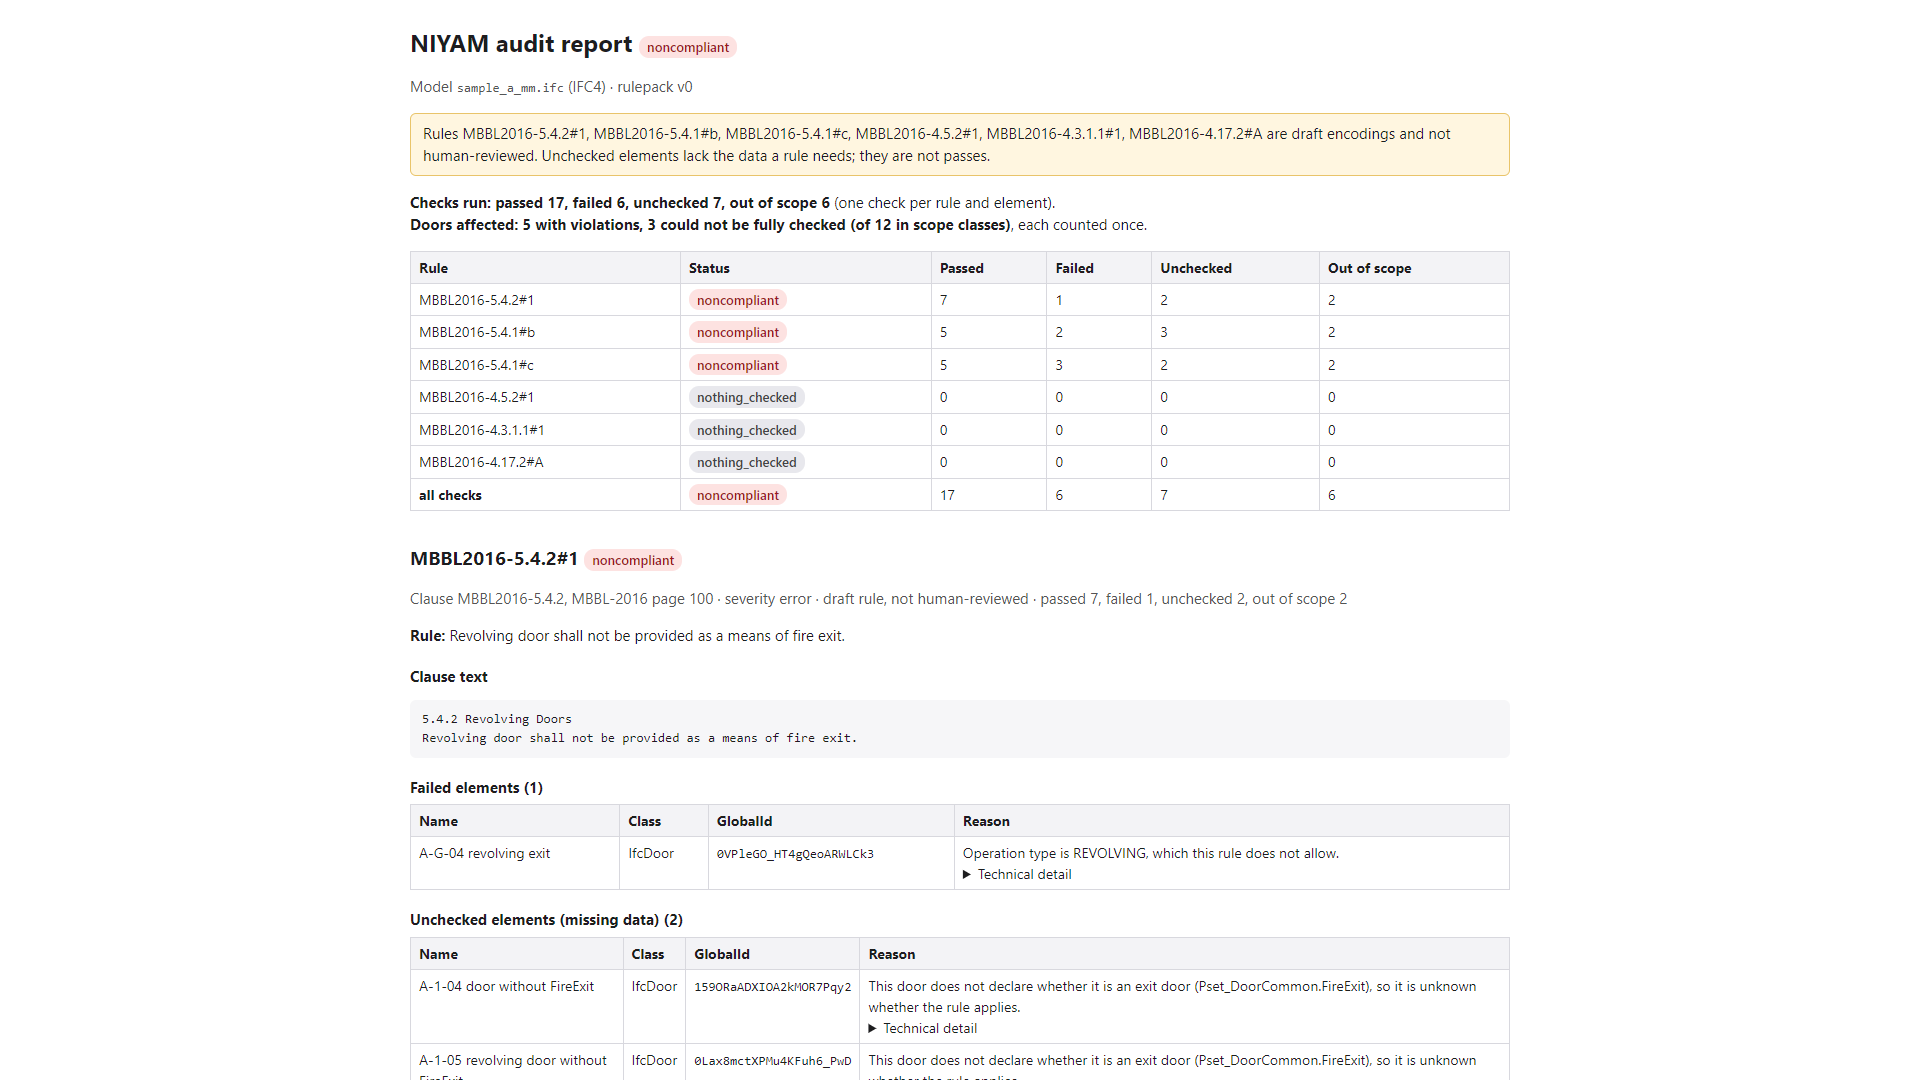 NIYAM audit report noncompliant
Model sample_a_mm.ifc (IFC4) · rulepack v0
Rules MBBL2016-5.4.2#1, MBBL2016-5.4.1#b, MBBL2016-5.4.1#c, MBBL2016-4.5.2#1, MBBL2016-4.3.1.1#1, MBBL2016-4.17.2#A are draft encodings and not
human-reviewed. Unchecked elements lack the data a rule needs; they are not passes.
Checks run: passed 17, failed 6, unchecked 7, out of scope 6 (one check per rule and element).
Doors affected: 5 with violations, 3 could not be fully checked (of 12 in scope classes), each counted once.
Rule Status Passed Failed Unchecked Out of scope
MBBL2016-5.4.2#1 noncompliant 7 1 2 2
MBBL2016-5.4.1#b noncompliant 5 2 3 2
MBBL2016-5.4.1#c noncompliant 5 3 2 2
MBBL2016-4.5.2#1 nothing_checked 0 0 0 0
MBBL2016-4.3.1.1#1 nothing_checked 0 0 0 0
MBBL2016-4.17.2#A nothing_checked 0 0 0 0
all checks noncompliant 17 6 7 6
MBBL2016-5.4.2#1 noncompliant
Clause MBBL2016-5.4.2, MBBL-2016 page 100 · severity error · draft rule, not human-reviewed · passed 7, failed 1, unchecked 2, out of scope 2
Rule: Revolving door shall not be provided as a means of fire exit.
Clause text
5.4.2 Revolving Doors
Revolving door shall not be provided as a means of fire exit.
Failed elements (1)
Name Class GlobalId Reason
A-G-04 revolving exit IfcDoor 0VPleGO_HT4gQeoARWLCk3 Operation type is REVOLVING, which this rule does not allow.
▶ Technical detail
Unchecked elements (missing data) (2)
Name Class GlobalId Reason
A-1-04 door without FireExit IfcDoor 159ORaADXIOA2kMOR7Pqy2 This door does not declare whether it is an exit door (Pset_DoorCommon.FireExit), so it is unknown
whether the rule applies.
▶ Technical detail
A-1-05 revolving door without IfcDoor 0Lax8mctXPMu4KFuh6_PwD This door does not declare whether it is an exit door (Pset_DoorCommon.FireExit), so it is unknown